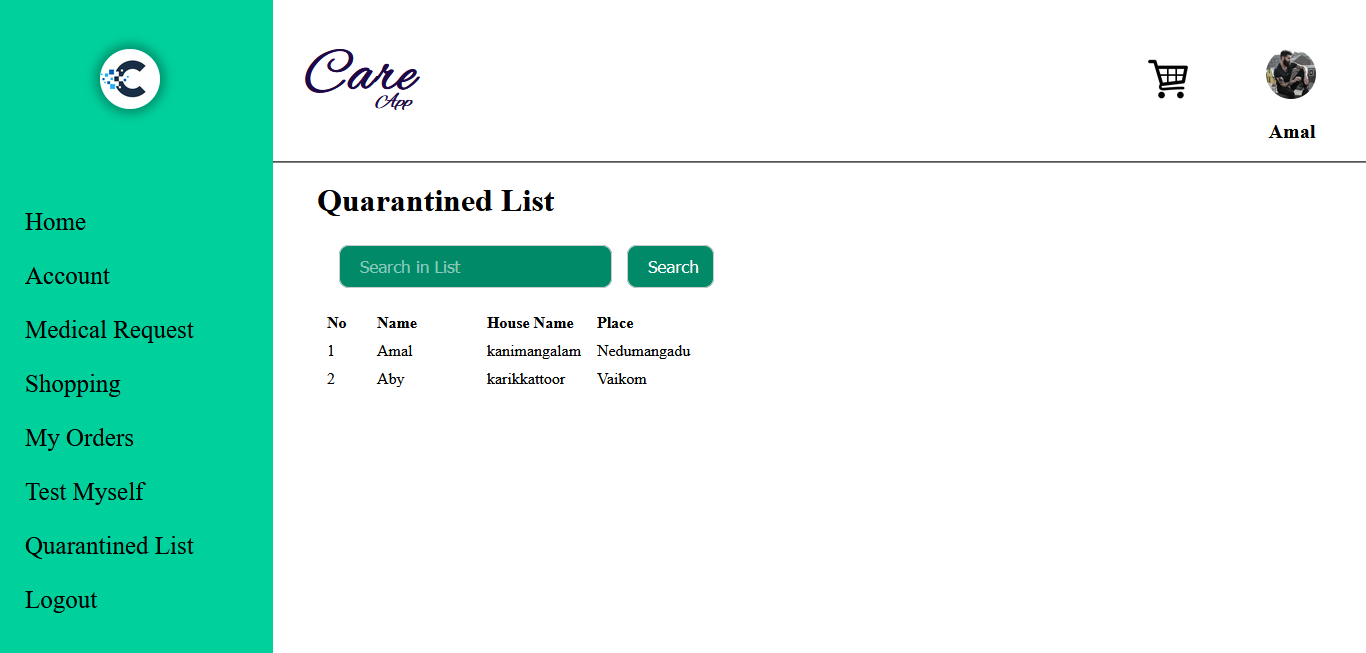 C
Care
App
Amal
Home
Account
Medical Request
Shopping
My Orders
Test Myself
Quarantined List
Logout
Quarantined List
Search in List Search
No Name House Name Place
1 Amal kanimangalam Nedumangadu
2 Aby karikkattoor Vaikom